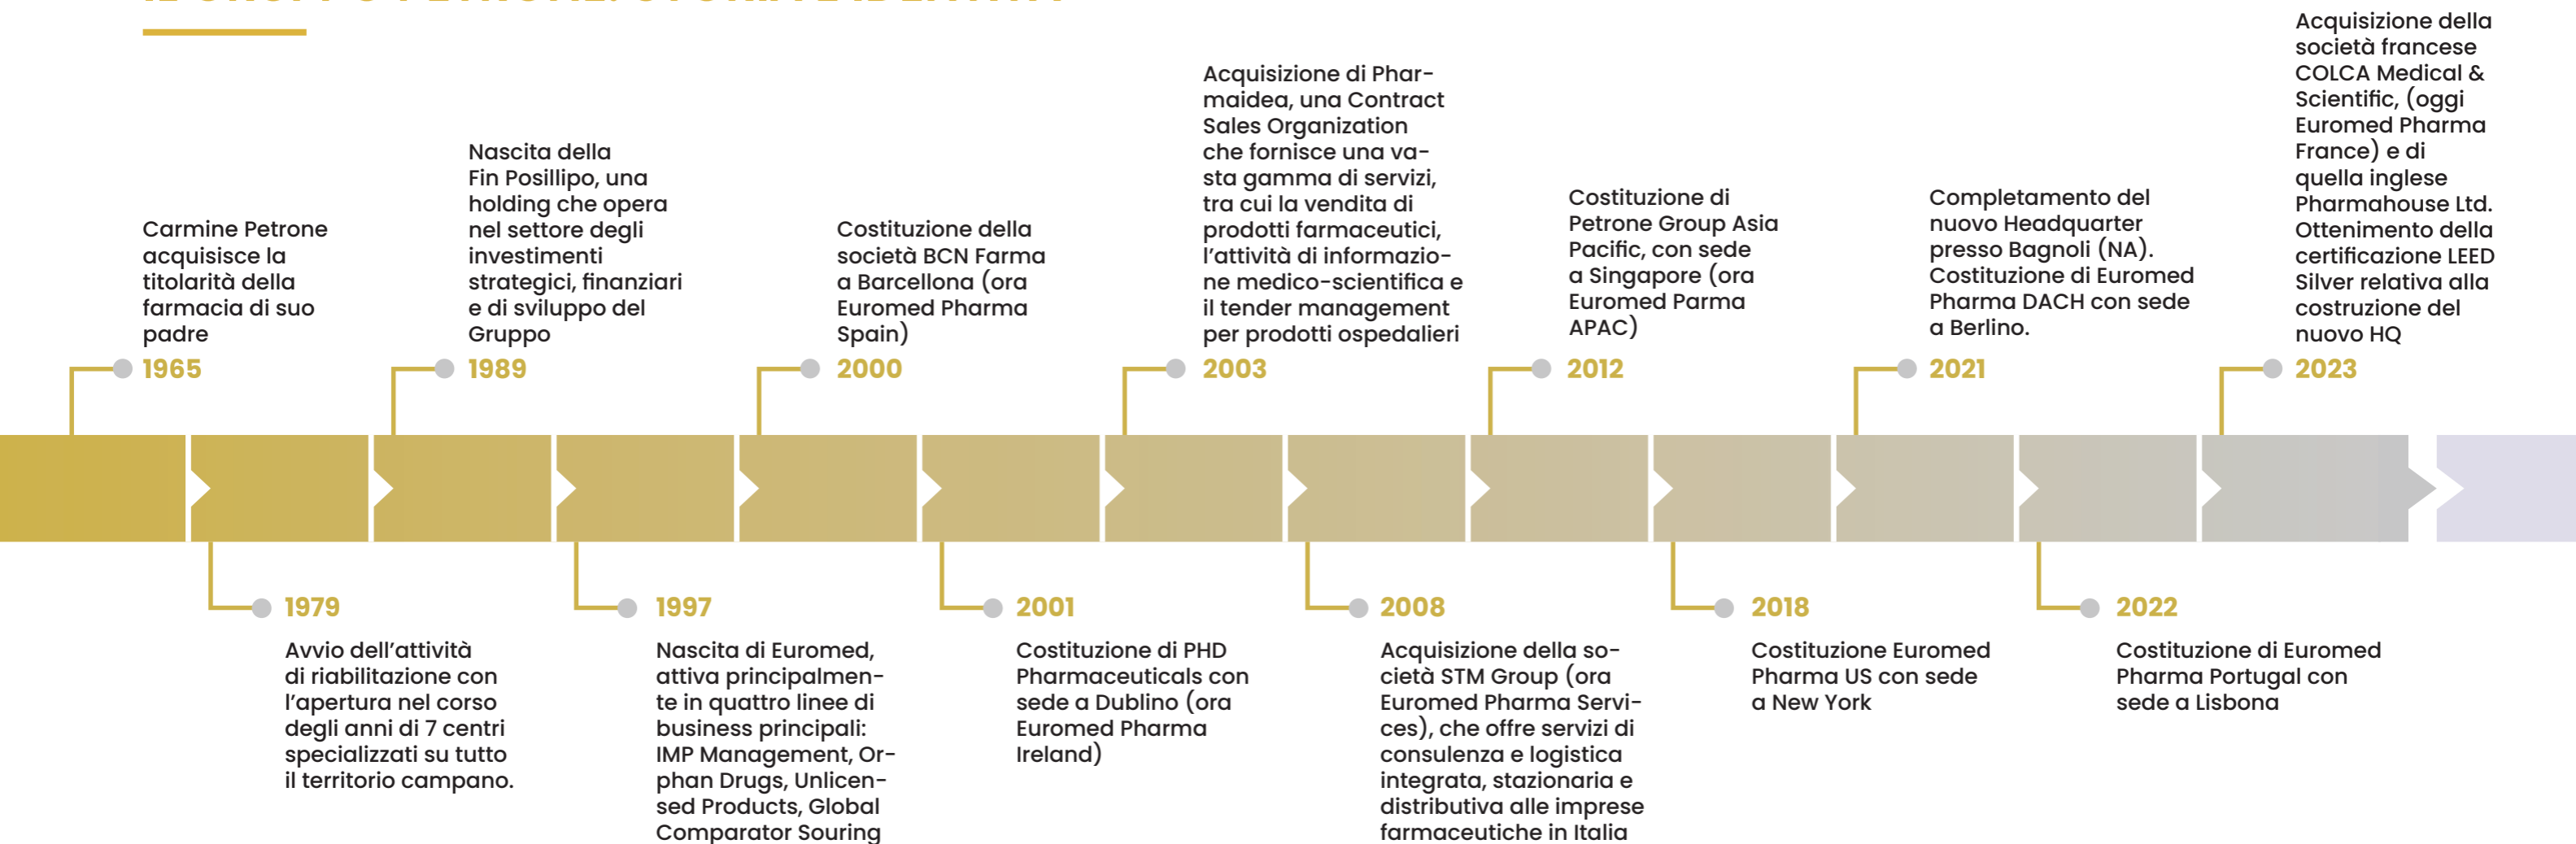 Carmine Petrone
acquisisce la
titolarità della
farmacia di suo
padre
1965
Avvio dell’attività
di riabilitazione con
l’apertura nel corso
degli anni di 7 centri
specializzati su tutto
il territorio campano.
1979
Nascita della
Fin Posillipo, una
holding che opera
nel settore degli
investimenti
strategici, finanziari
e di sviluppo del
Gruppo
1989
1997
Nascita di Euromed,
attiva principalmen-
te in quattro linee di
business principali:
IMP Management, Or-
phan Drugs, Unlicen-
sed Products, Global
Comparator Souring
Costituzione della
società BCN Farma
a Barcellona (ora
Euromed Pharma
Spain)
2000
2001
Costituzione di PHD
Pharmaceuticals con
sede a Dublino (ora
Euromed Pharma
Ireland)
Acquisizione di Phar-
maidea, una Contract
Sales Organization
che fornisce una va-
sta gamma di servizi,
tra cui la vendita di
prodotti farmaceutici,
l’attività di informazio-
ne medico-scientifica e
il tender management
per prodotti ospedalieri
2003
2008
Acquisizione della so-
cietà STM Group (ora
Euromed Pharma Servi-
ces), che offre servizi di
consulenza e logistica
integrata, stazionaria e
distributiva alle imprese
farmaceutiche in Italia
Costituzione di
Petrone Group Asia
Pacific, con sede
a Singapore (ora
Euromed Parma
APAC)
2012
2018
Costituzione Euromed
Pharma US con sede
a New York
Completamento del
nuovo Headquarter
presso Bagnoli (NA).
Costituzione di Euromed
Pharma DACH con sede
a Berlino.
2021
2022
Costituzione di Euromed
Pharma Portugal con
sede a Lisbona
Acquisizione della
società francese
COLCA Medical &
Scientific, (oggi
Euromed Pharma
France) e di
quella inglese
Pharmahouse Ltd.
Ottenimento della
certificazione LEED
Silver relativa alla
costruzione del
nuovo HQ
2023